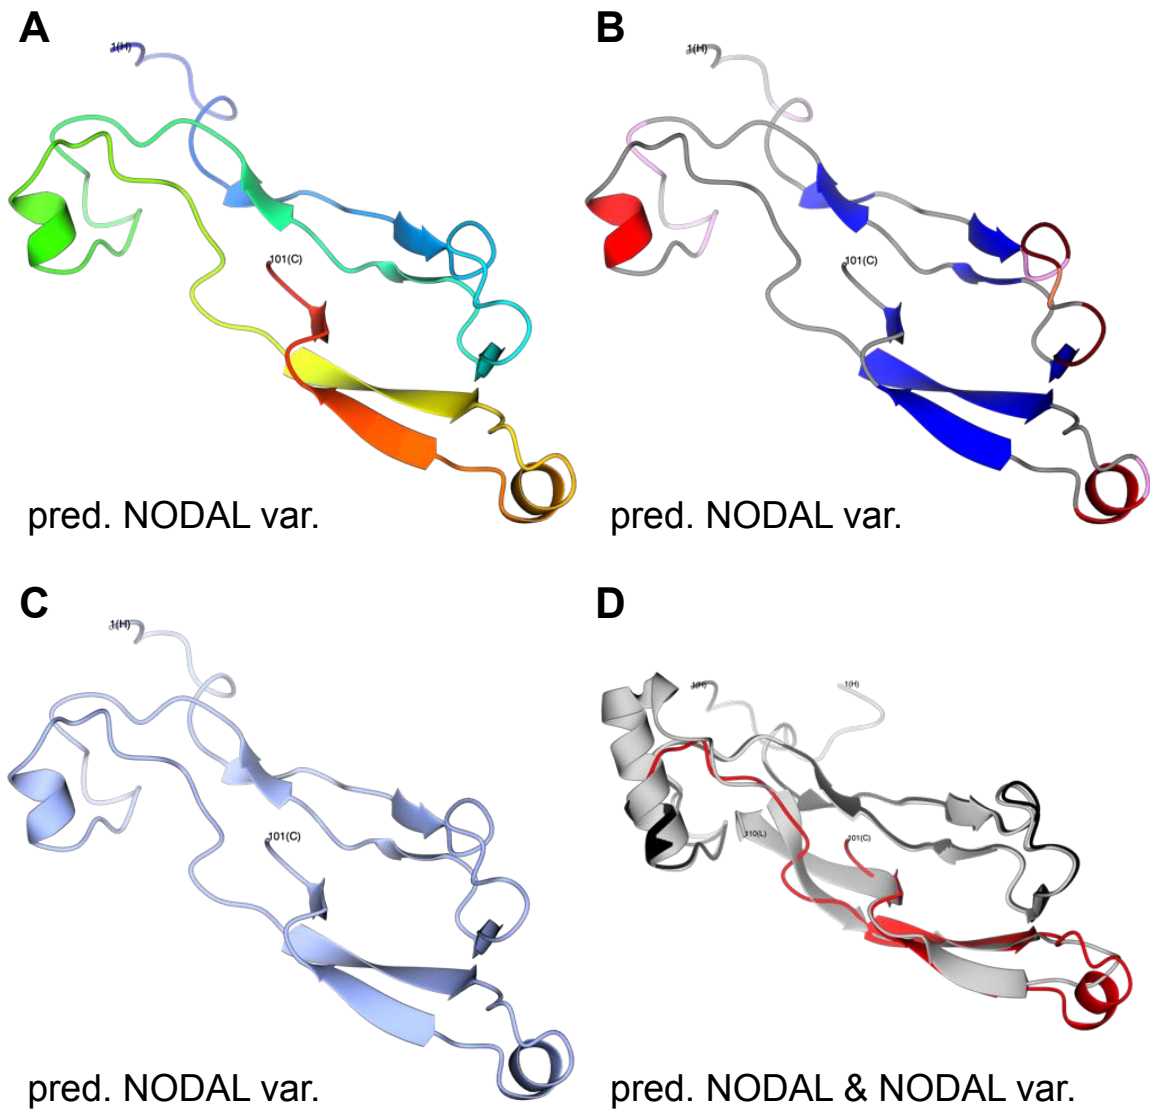 A
B
1(H)
1(H)
101(C)
101(C)
pred. NODAL var.
pred. NODAL var.
C
D
1(H)
1(H)
1(H)
101(C)
110(L)
101(C)
pred. NODAL var.
pred. NODAL & NODAL var.